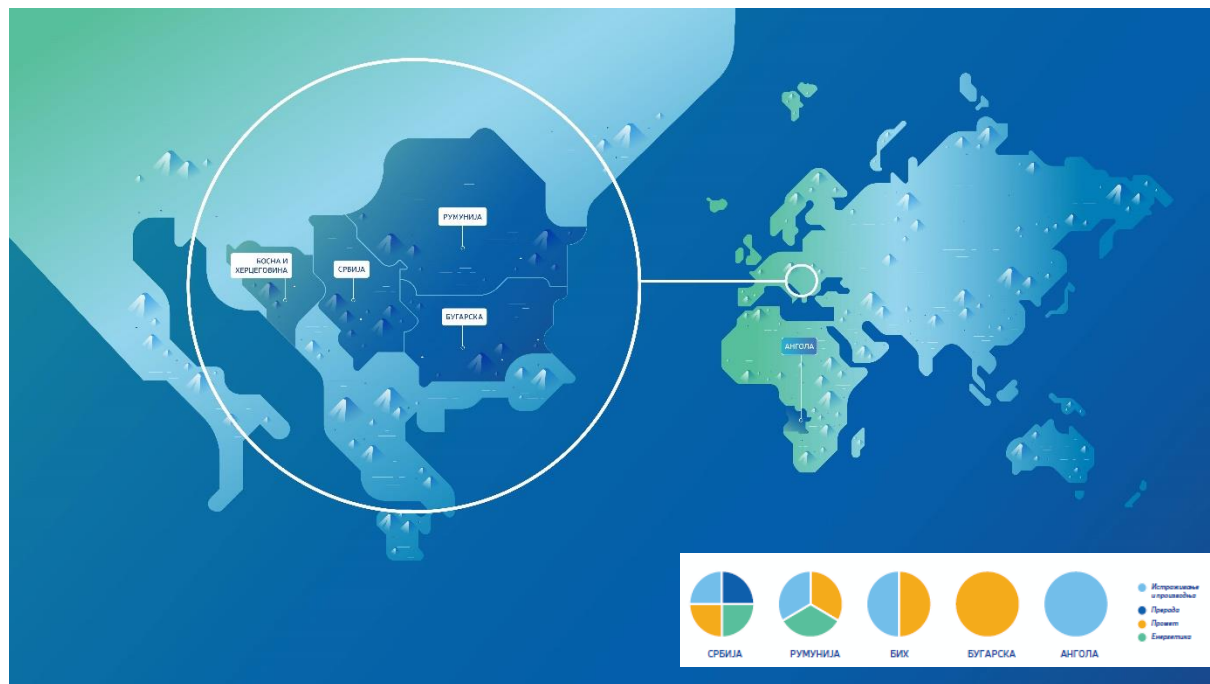 РУМУНИЈА
БОСНА И
ХЕРЦЕГОВИНА
СРБИЈА
БУГАРСКА
АНГОЛА
СРБИЈА
РУМУНИЈА
БИХ
БУГАРСКА
АНГОЛА
Истраживање
и производња
Прерада
Промет
Енергетика